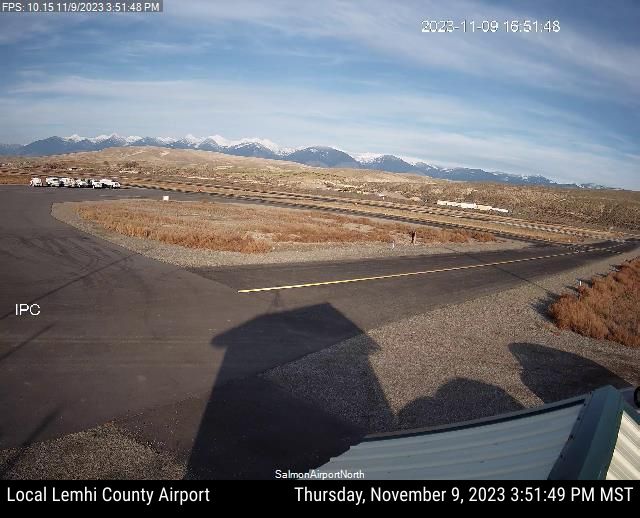 FPS: 10.15 11/9/2023 3:51:48 PM
2023-11-09 15:51:48
IPC
SalmonAirportNorth
Local Lemhi County Airport
Thursday, November 9, 2023 3:51:49 PM MST